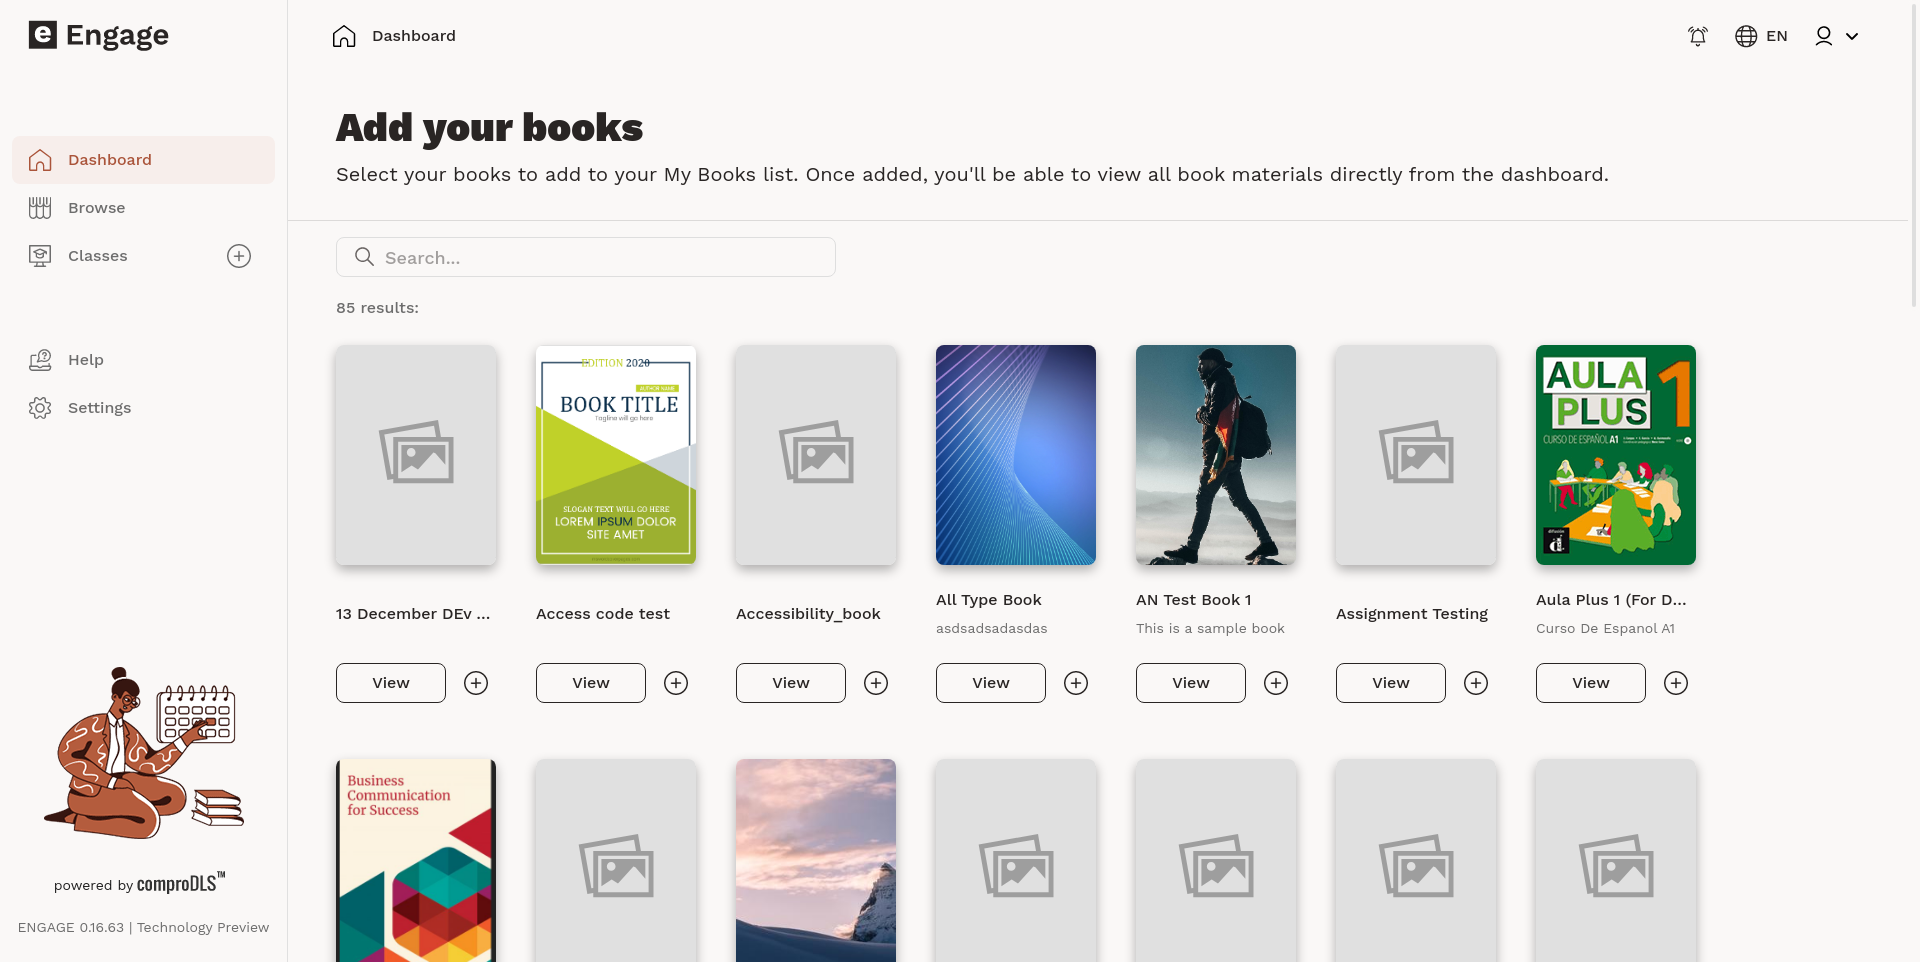 e Engage
Dashboard
EN
Dashboard
Browse
Classes
Help
Settings
powered by comproDLS™
ENGAGE 0.16.63 | Technology Preview
Add your books
Select your books to add to your My Books list. Once added, you'll be able to view all book materials directly from the dashboard.
Search...
85 results:
EDITION 2020
AUTHOR NAME
BOOK TITLE
Tagline will go here
SLOGAN TEXT WILL GO HERE
LOREM IPSUM DOLOR
SITE AMET
AULA
PLUS
1
CURSO DE ESPAÑOL A1
d.
13 December DEv ...
Access code test
Accessibility_book
All Type Book
asdsadsadasdas
AN Test Book 1
This is a sample book
Assignment Testing
Aula Plus 1 (For D...
Curso De Espanol A1
View
View
View
View
View
View
View
Business
Communication
for Success